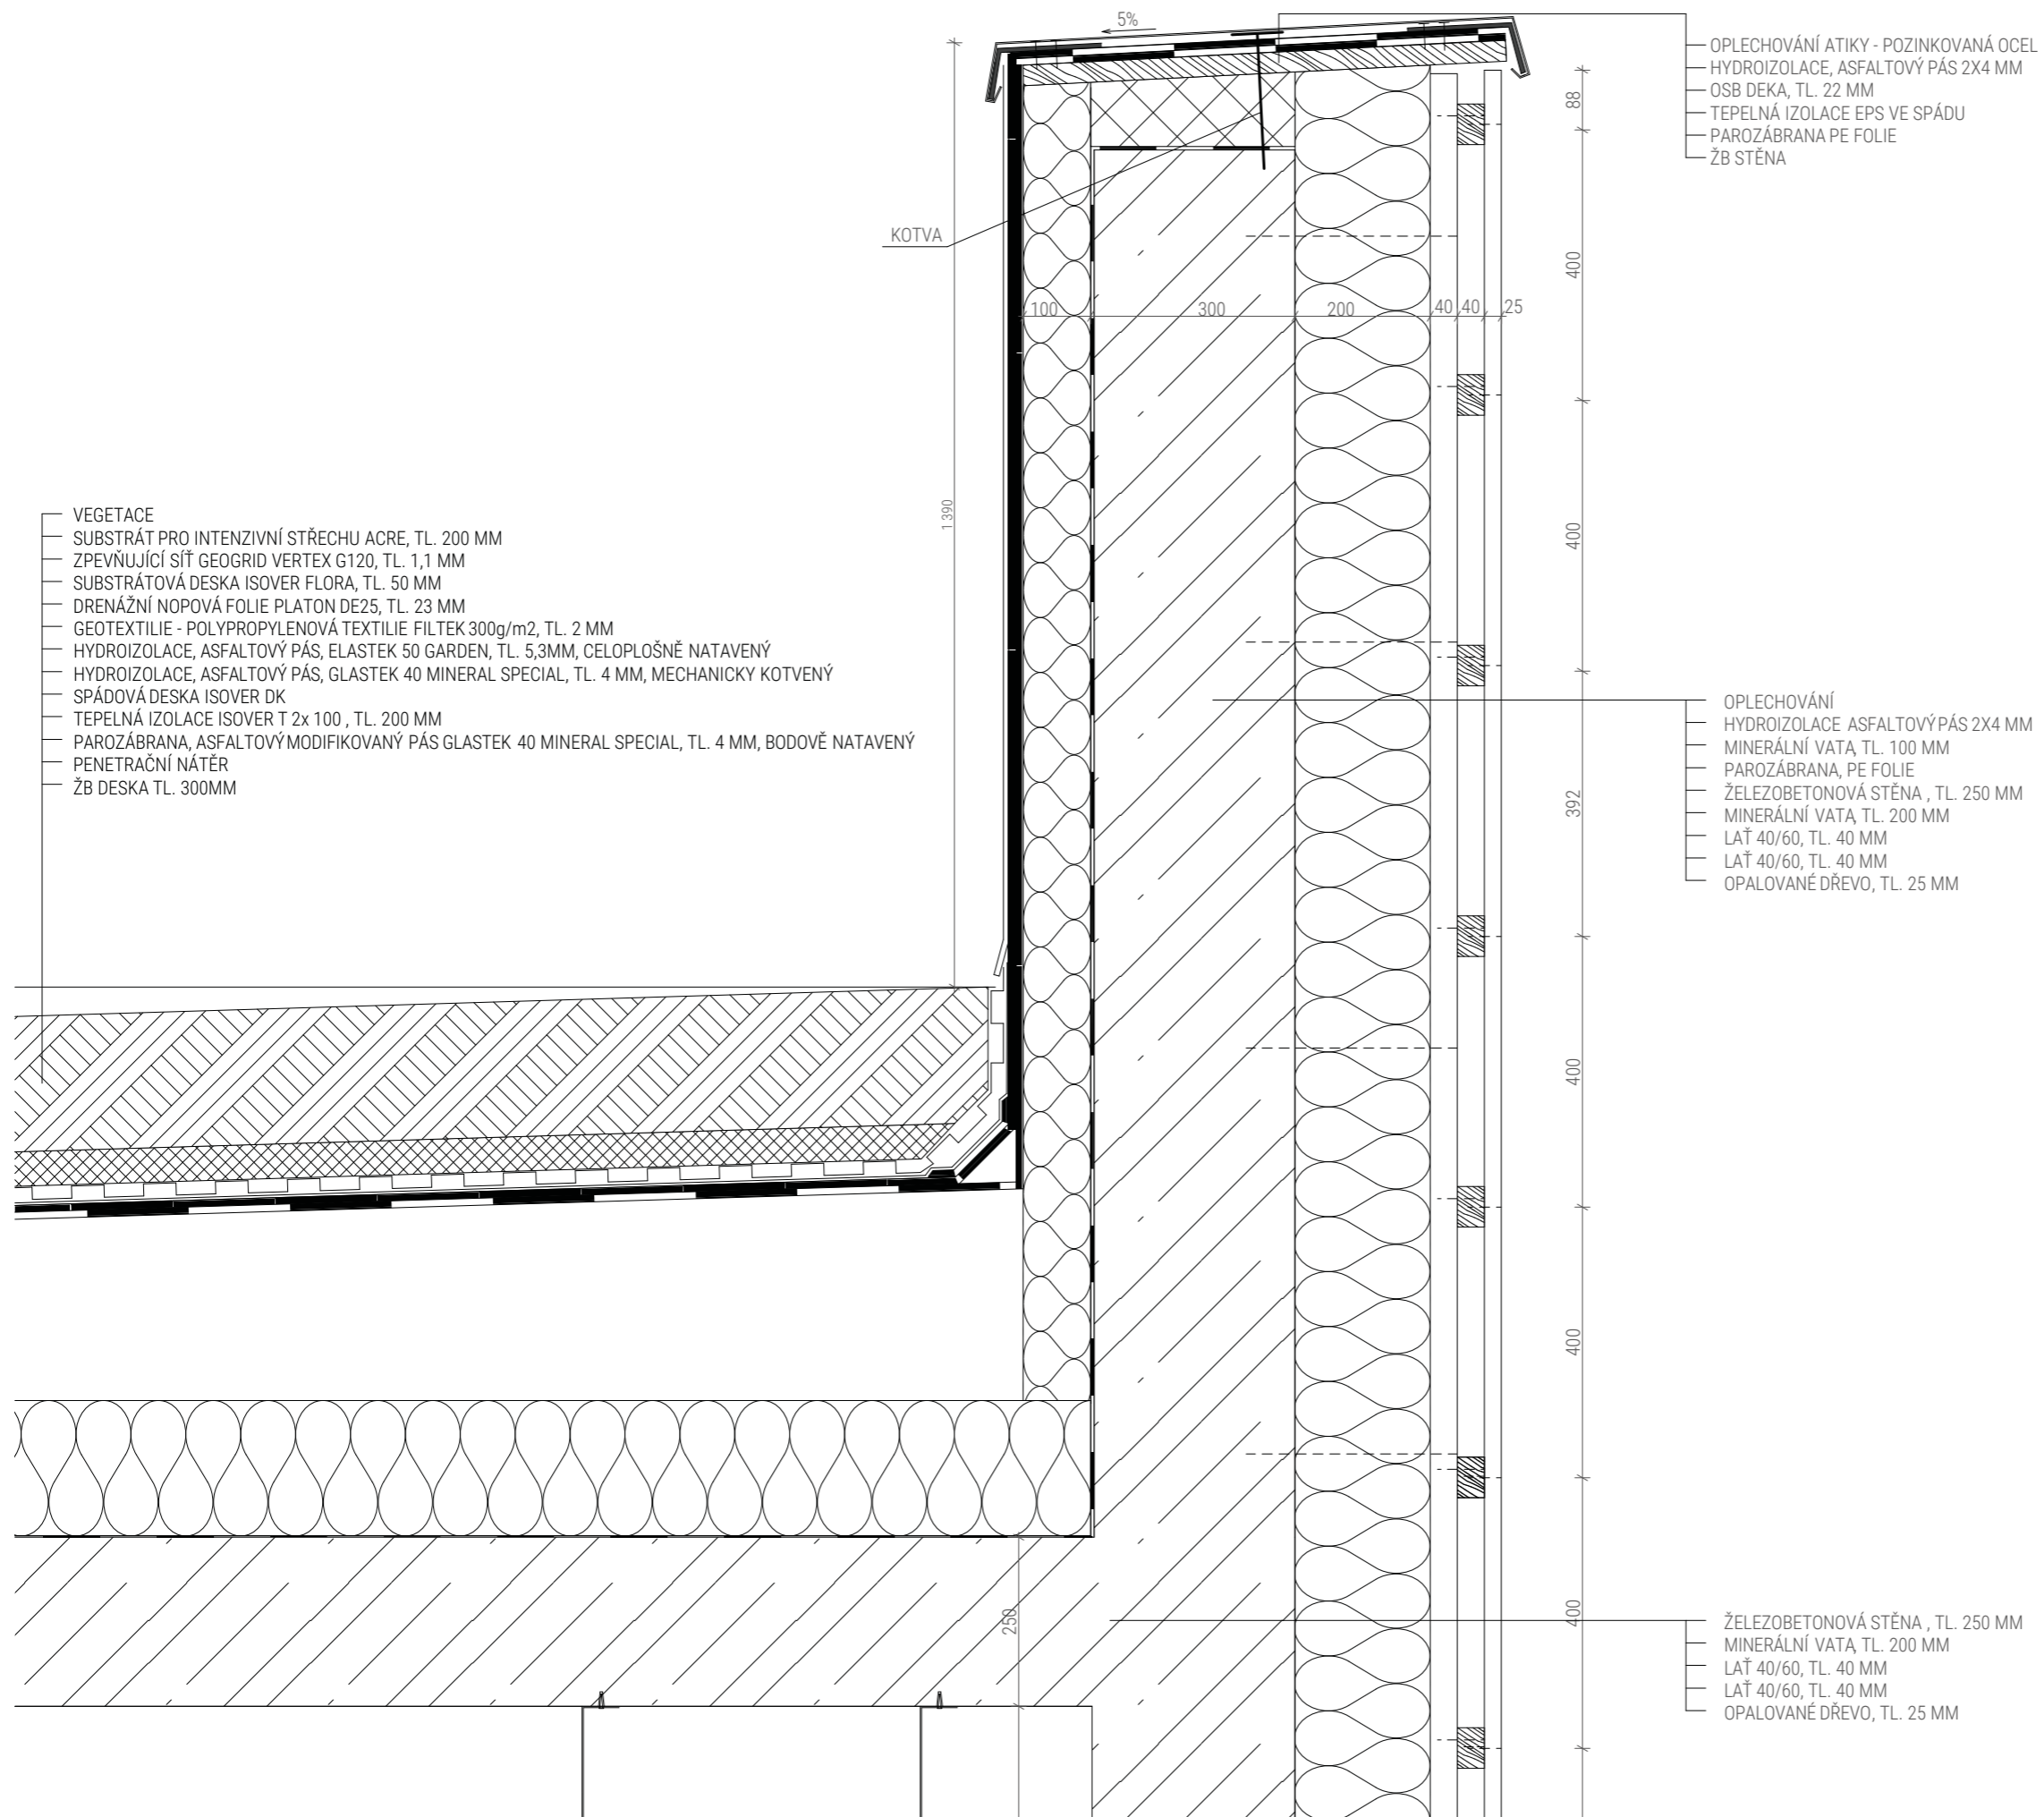 5%
OPLECHOVÁNÍ ATIKY - POZINKOVANÁ OCEL
HYDROIZOLACE, ASFALTOVÝ PÁS 2X4 MM
OSB DEKA, TL. 22 MM
TEPELNÁ IZOLACE EPS VE SPÁDU
PAROZÁBRANA PE FOLIE
ŽB STĚNA
88
KOTVA
400
100
300
200
40
40
25
1 390
400
VEGETACE
SUBSTRÁT PRO INTENZIVNÍ STŘECHU ACRE, TL. 200 MM
ZPEVŇUJÍCÍ SÍŤ GEOGRID VERTEX G120, TL. 1,1 MM
SUBSTRÁTOVÁ DESKA ISOVER FLORA, TL. 50 MM
DRENÁŽNÍ NOPOVÁ FOLIE PLATON DE25, TL. 23 MM
GEOTEXTILIE - POLYPROPYLENOVÁ TEXTILIE FILTEK 300g/m2, TL. 2 MM
HYDROIZOLACE, ASFALTOVÝ PÁS, ELASTEK 50 GARDEN, TL. 5,3MM, CELOPLOŠNĚ NATAVENÝ
HYDROIZOLACE, ASFALTOVÝ PÁS, GLASTEK 40 MINERAL SPECIAL, TL. 4 MM, MECHANICKY KOTVENÝ
SPÁDOVÁ DESKA ISOVER DK
TEPELNÁ IZOLACE ISOVER T 2x 100 , TL. 200 MM
PAROZÁBRANA, ASFALTOVÝ MODIFIKOVANÝ PÁS GLASTEK 40 MINERAL SPECIAL, TL. 4 MM, BODOVĚ NATAVENÝ
PENETRAČNÍ NÁTĚR
ŽB DESKA TL. 300MM
OPLECHOVÁNÍ
HYDROIZOLACE ASFALTOVÝ PÁS 2X4 MM
MINERÁLNÍ VATA, TL. 100 MM
PAROZÁBRANA, PE FOLIE
ŽELEZOBETONOVÁ STĚNA , TL. 250 MM
MINERÁLNÍ VATA, TL. 200 MM
LAŤ 40/60, TL. 40 MM
LAŤ 40/60, TL. 40 MM
OPALOVANÉ DŘEVO, TL. 25 MM
392
400
400
400
250
ŽELEZOBETONOVÁ STĚNA , TL. 250 MM
MINERÁLNÍ VATA, TL. 200 MM
LAŤ 40/60, TL. 40 MM
LAŤ 40/60, TL. 40 MM
OPALOVANÉ DŘEVO, TL. 25 MM